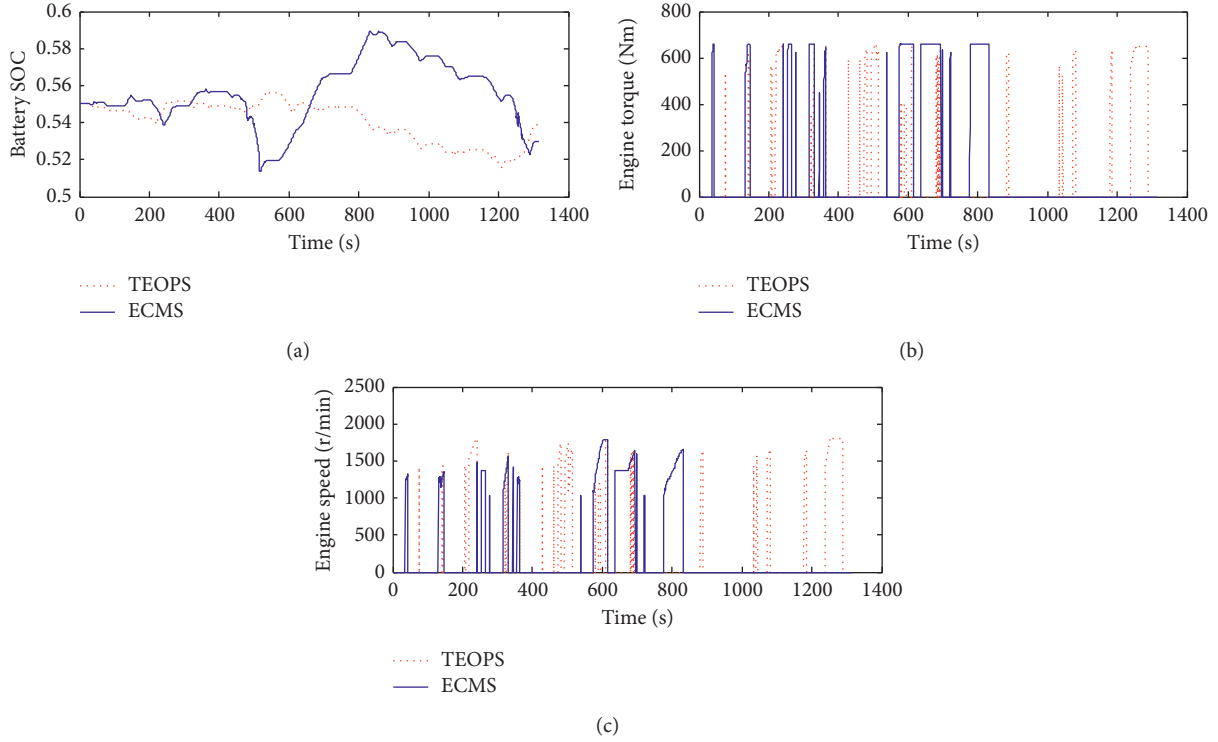 0.6
0.58
0.56
0.54
0.52
0.5
Battery SOC
0 200 400 600 800 1000 1200 1400
Time (s)
TEOPS
ECMS
(a)
800
600
400
200
0
Engine torque (Nm)
0 200 400 600 800 1000 1200 1400
Time (s)
TEOPS
ECMS
(b)
2500
2000
1500
1000
500
0
Engine speed (r/min)
0 200 400 600 800 1000 1200 1400
Time (s)
TEOPS
ECMS
(c)